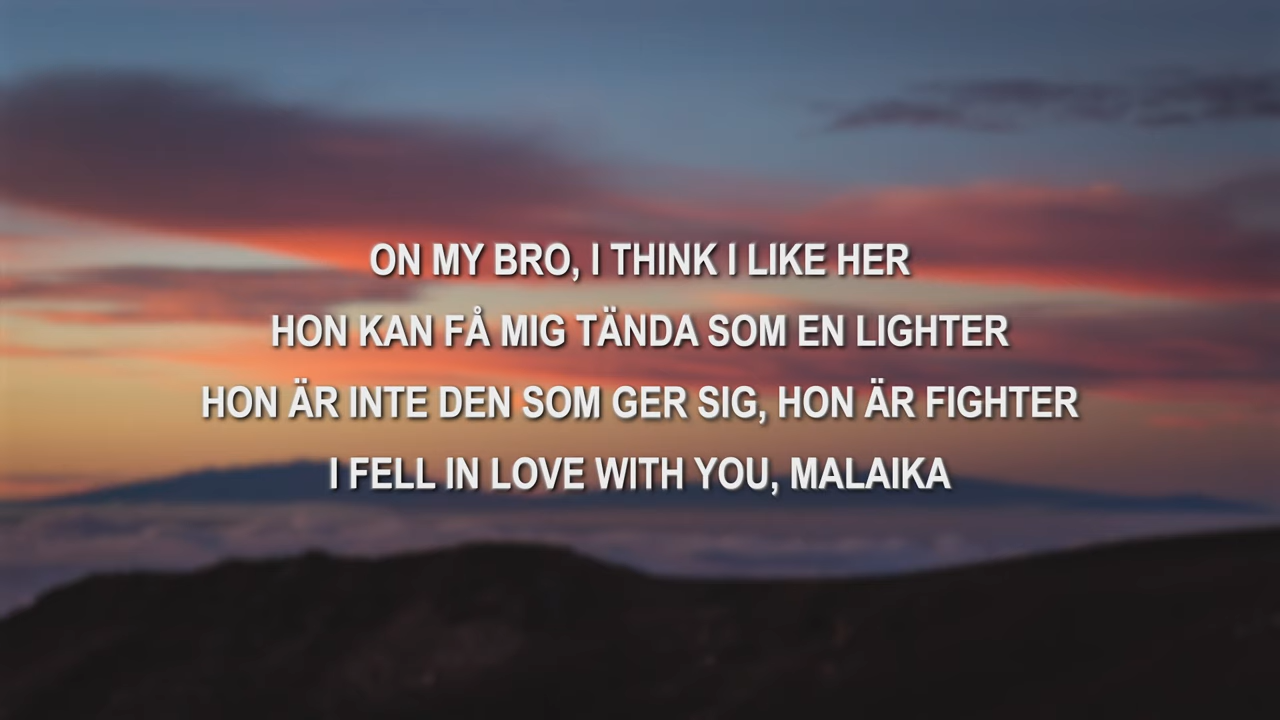 ON MY BRO, I THINK I LIKE HER
HON KAN FÅ MIG TÄNDA SOM EN LIGHTER
HON ÄR INTE DEN SOM GER SIG, HON ÄR FIGHTER
I FELL IN LOVE WITH YOU, MALAIKA